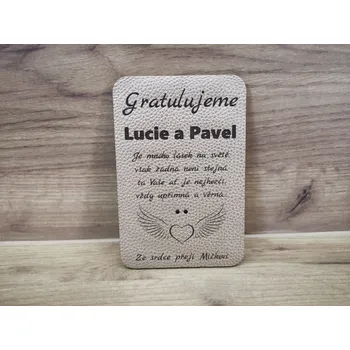 Gratulujeme
Lucie a Pavel
Je mnoho lásek na světě
však žádná není stejná
ta Vaše ať je nejhezčí,
vždy upřímná a věrná.
Ze srdce přejí Míčkovi